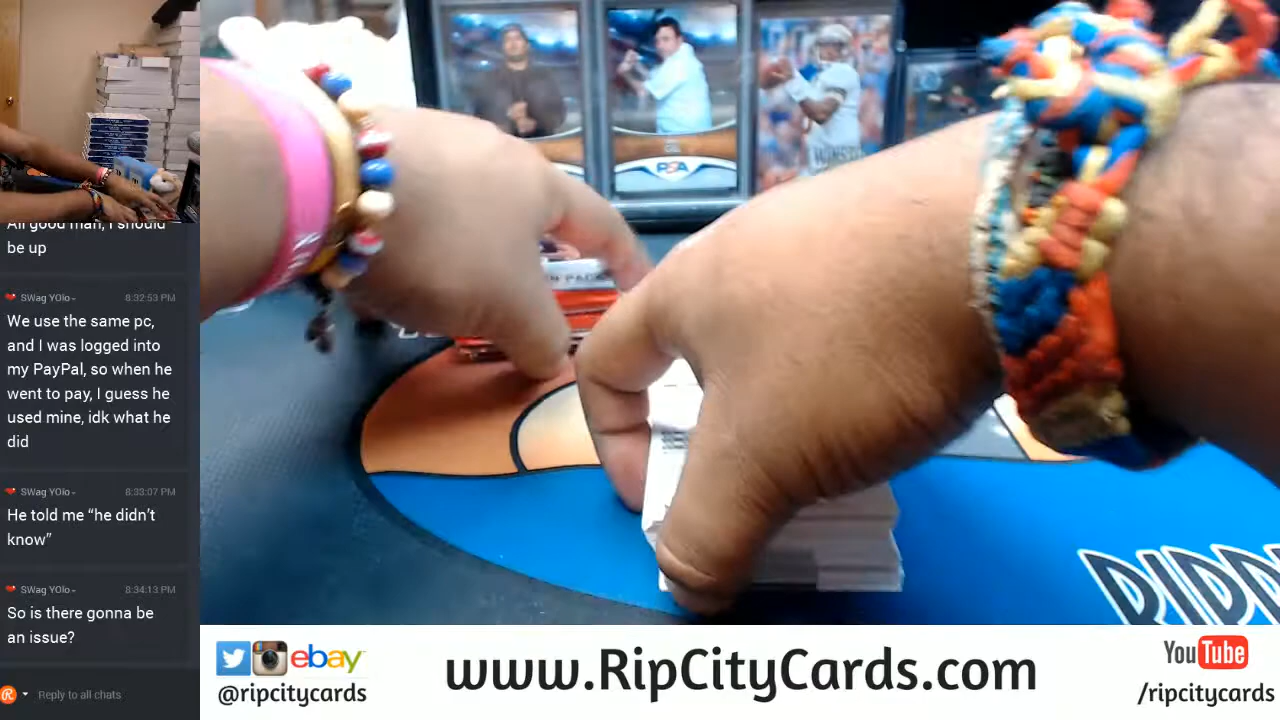 All good man, I should
be up
SWag YOlo~ 8:32:53 PM
We use the same pc,
and I was logged into
my PayPal, so when he
went to pay, I guess he
used mine, idk what he
did
SWag YOlo~ 8:33:07 PM
He told me “he didn’t
know”
SWag YOlo~ 8:34:13 PM
So is there gonna be
an issue?
Reply to all chats
PSA
WINS
RIPP
ebay
@ripcitycards
www.RipCityCards.com
YouTube
/ripcitycards